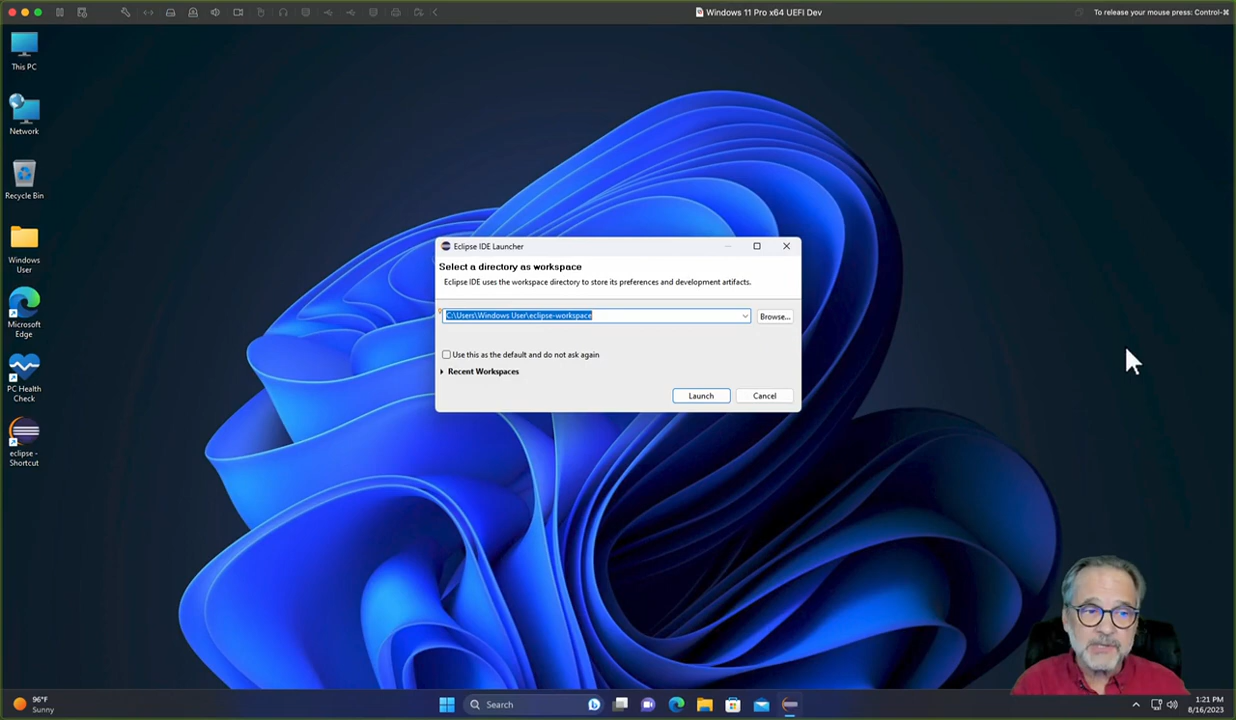 Windows 11 Pro x64 UEFI Dev
To release your mouse press: Control-⌘
This PC
Network
Recycle Bin
Windows
User
Microsoft
Edge
PC Health
Check
eclipse -
Shortcut
Eclipse IDE Launcher
Select a directory as workspace
Eclipse IDE uses the workspace directory to store its preferences and development artifacts.
C:\Users\Windows User\eclipse-workspace
Browse...
Use this as the default and do not ask again
Recent Workspaces
Launch
Cancel
96°F
Sunny
Search
1:21 PM
8/16/2023